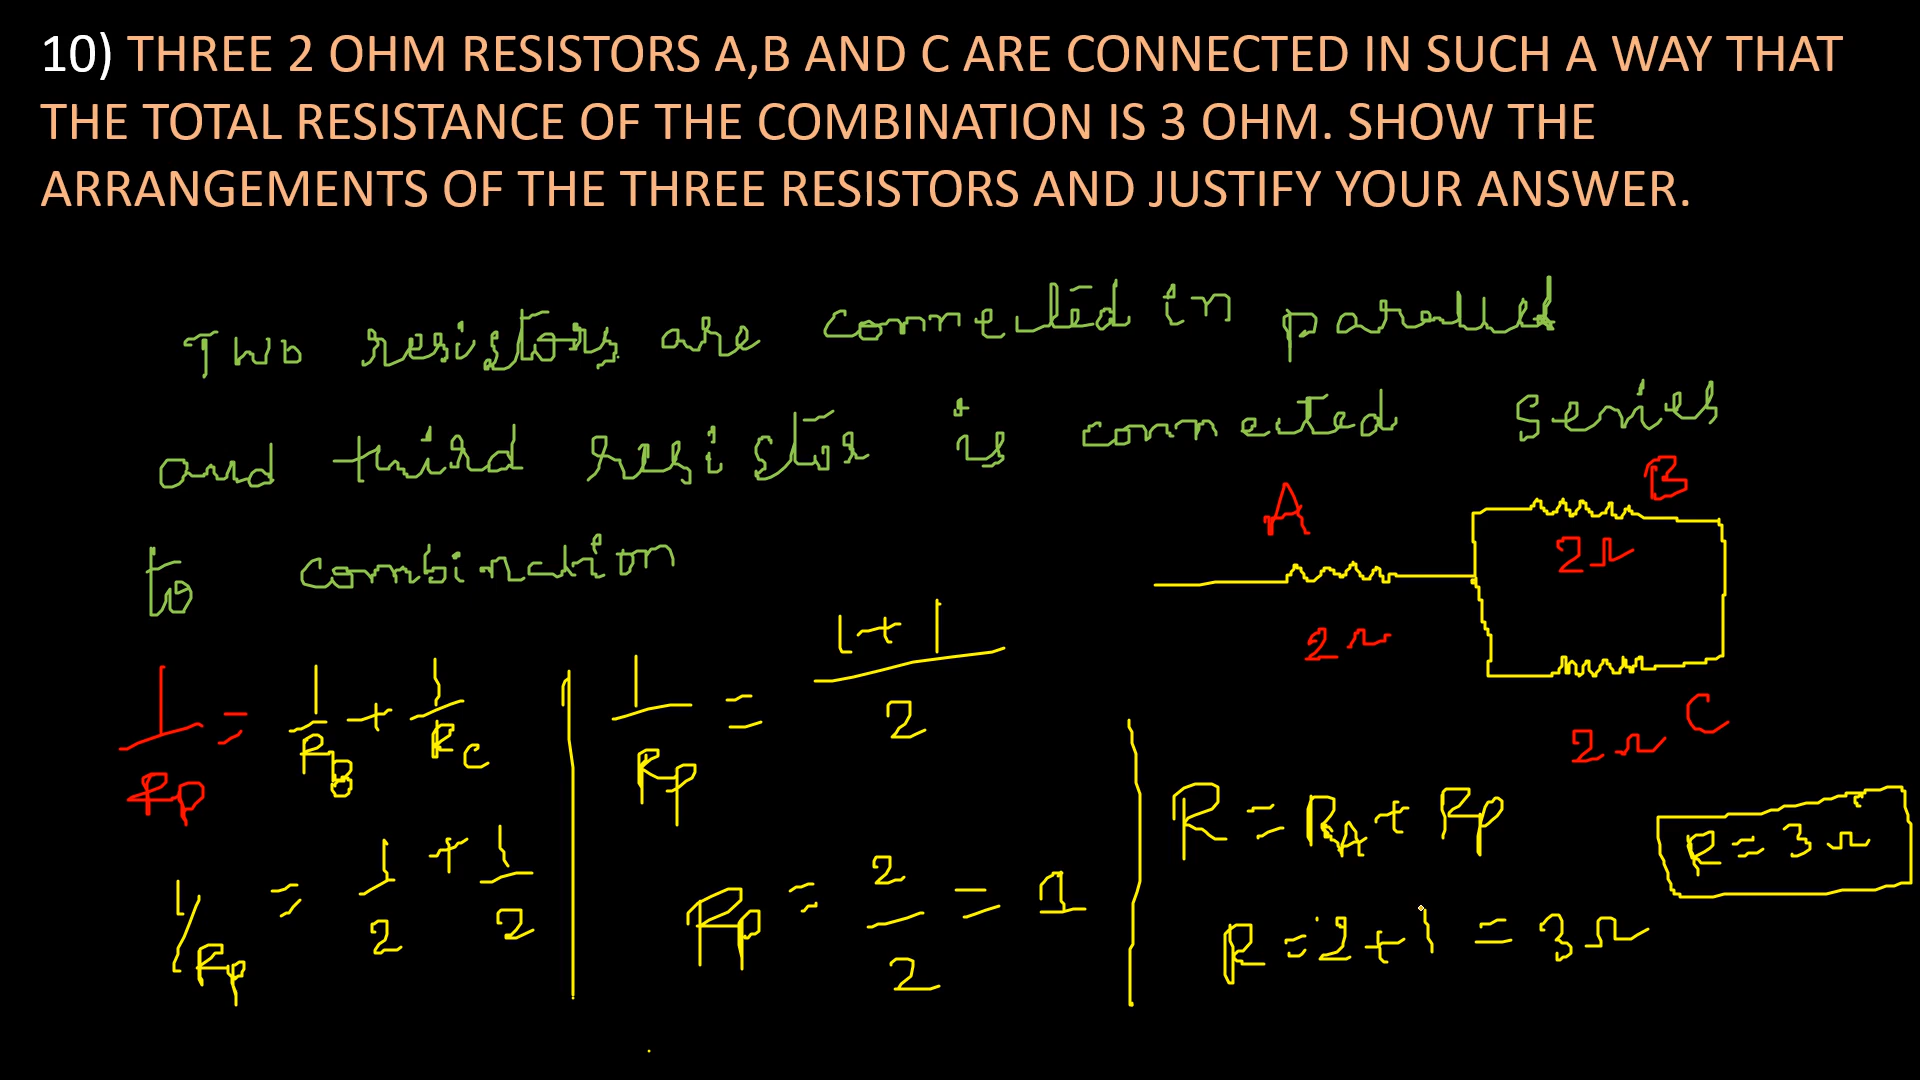 10) THREE 2 OHM RESISTORS A,B AND C ARE CONNECTED IN SUCH A WAY THAT
THE TOTAL RESISTANCE OF THE COMBINATION IS 3 OHM. SHOW THE
ARRANGEMENTS OF THE THREE RESISTORS AND JUSTIFY YOUR ANSWER.
Two resistors are connected in parallel
and third resistor is connected series
to combination
A
B
2Ω
2Ω
C
2Ω
1/Rp = 1/RB + 1/RC
1/Rp = 1/2 + 1/2
1/Rp = (1+1)/2
Rp = 2/2 = 1
R = RA + Rp
R = 2+1 = 3Ω
R = 3Ω